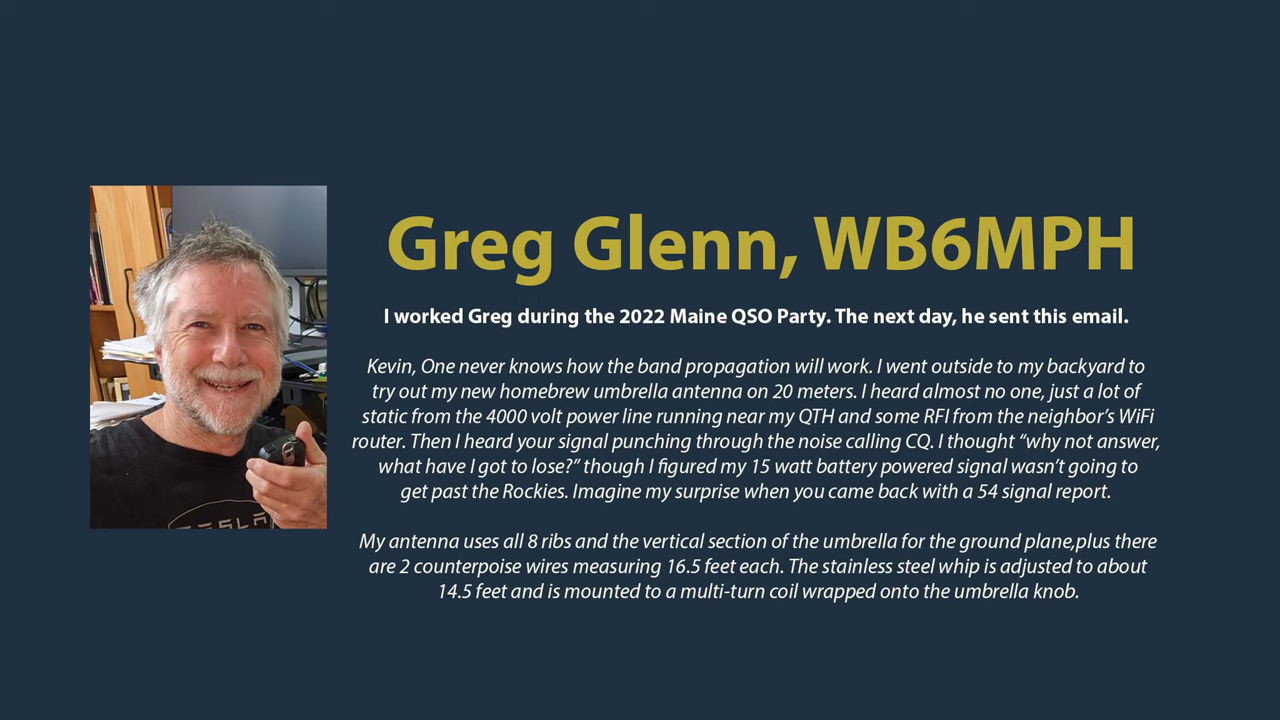 Greg Glenn, WB6MPH
I worked Greg during the 2022 Maine QSO Party. The next day, he sent this email.
Kevin, One never knows how the band propagation will work. I went outside to my backyard to
try out my new homebrew umbrella antenna on 20 meters. I heard almost no one, just a lot of
static from the 4000 volt power line running near my QTH and some RFI from the neighbor’s WiFi
router. Then I heard your signal punching through the noise calling CQ. I thought “why not answer,
what have I got to lose?” though I figured my 15 watt battery powered signal wasn’t going to
get past the Rockies. Imagine my surprise when you came back with a 54 signal report.
My antenna uses all 8 ribs and the vertical section of the umbrella for the ground plane,plus there
are 2 counterpoise wires measuring 16.5 feet each. The stainless steel whip is adjusted to about
14.5 feet and is mounted to a multi-turn coil wrapped onto the umbrella knob.
TESLA